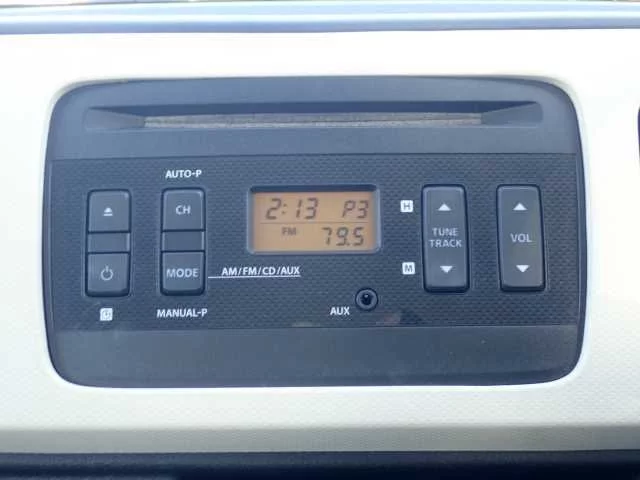 AUTO-P
CH
2:13 P3
FM 79.5
H
TUNE
TRACK
VOL
MODE
AM/FM/CD/AUX
M
AUX
MANUAL-P